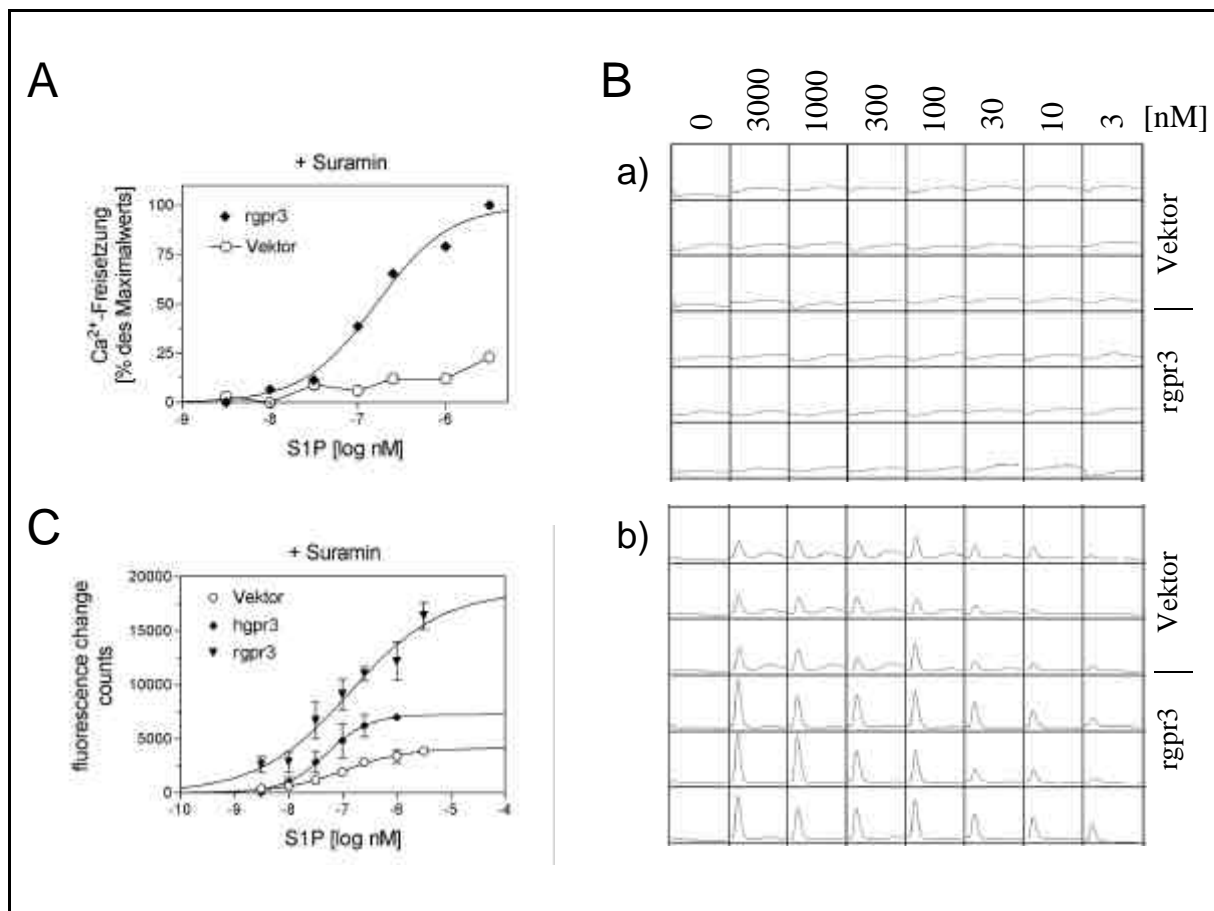 A
+ Suramin
Ca²⁺-Freisetzung
[% des Maximalwerts]
100
75
50
25
0
rgpr3
Vektor
-9 -8 -7 -6
S1P [log nM]
B
0 3000 1000 300 100 30 10 3 [nM]
a)
Vektor
rgpr3
b)
Vektor
rgpr3
C
+ Suramin
fluorescence change
counts
20000
15000
10000
5000
0
Vektor
hgpr3
rgpr3
-10 -9 -8 -7 -6 -5 -4
S1P [log nM]